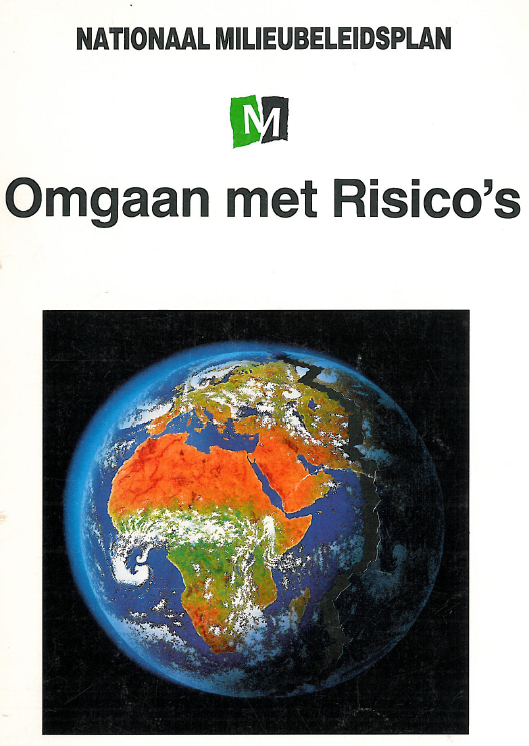 NATIONAAL MILIEUBELEIDSPLAN
M
Omgaan met Risico's